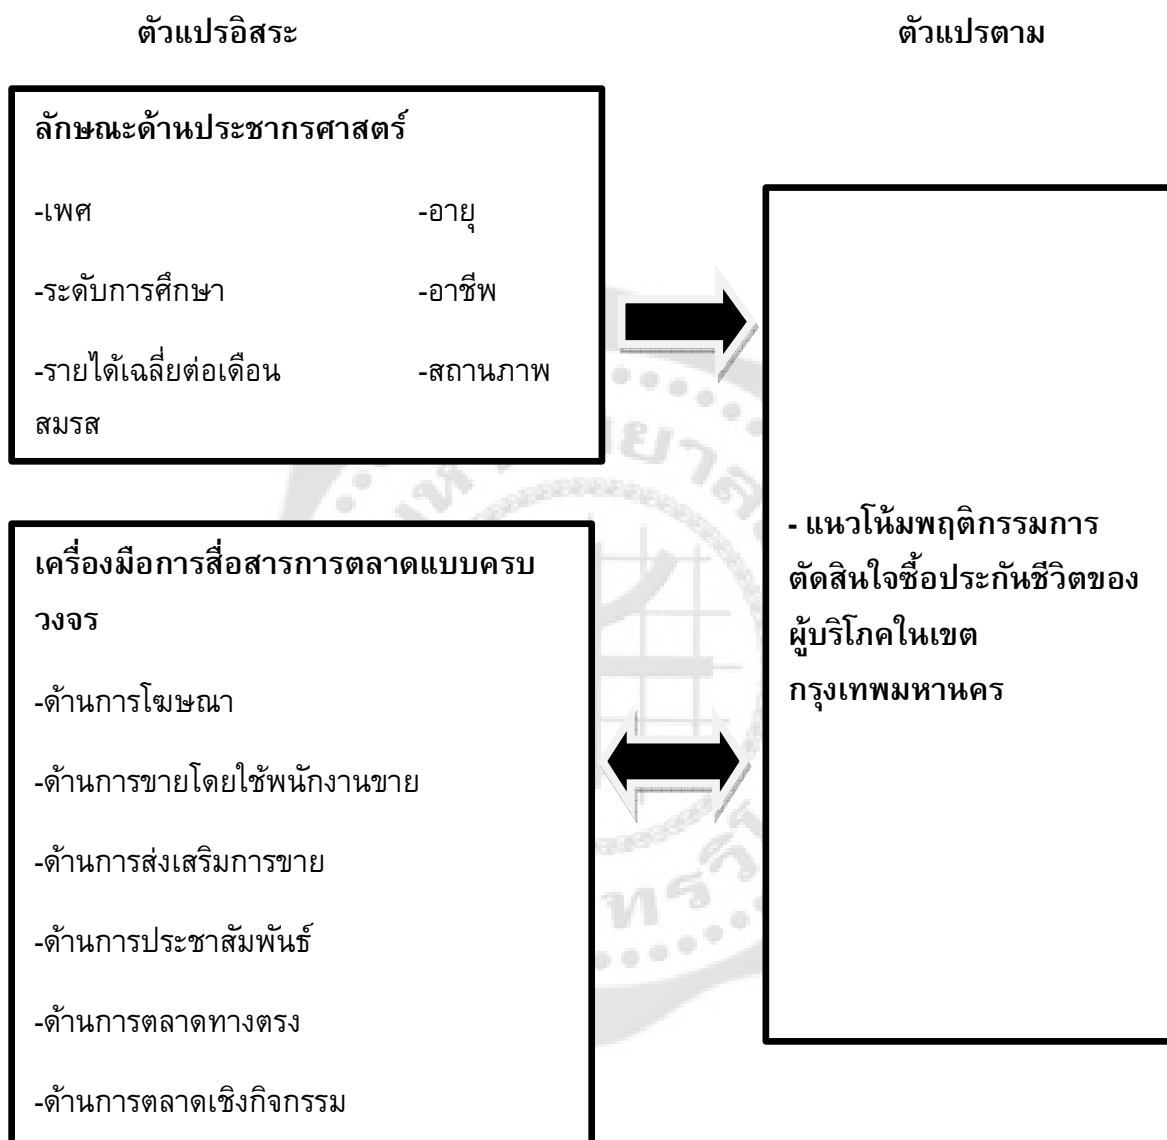 ตัวแปรอิสระ
ตัวแปรตาม
ลักษณะด้านประชากรศาสตร์
-เพศ -อายุ
-ระดับการศึกษา -อาชีพ
-รายได้เฉลี่ยต่อเดือน -สถานภาพ
สมรส
เครื่องมือการสื่อสารการตลาดแบบครบ
วงจร
-ด้านการโฆษณา
-ด้านการขายโดยใช้พนักงานขาย
-ด้านการส่งเสริมการขาย
-ด้านการประชาสัมพันธ์
-ด้านการตลาดทางตรง
-ด้านการตลาดเชิงกิจกรรม
- แนวโน้มพฤติกรรมการ
ตัดสินใจซื้อประกันชีวิตของ
ผู้บริโภคในเขต
กรุงเทพมหานคร